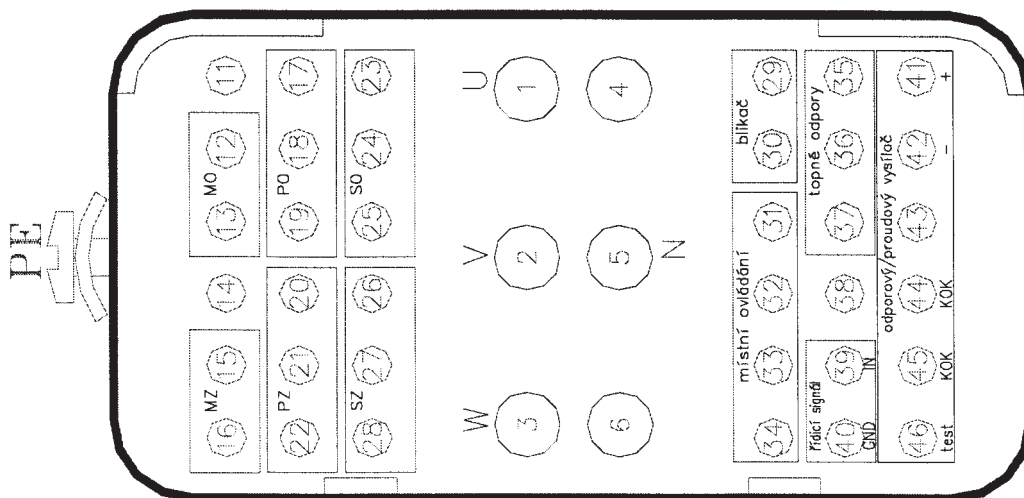 PE
MZ MO
16 15 14 13 12 11
PZ PO
22 21 20 19 18 17
SZ SO
28 27 26 25 24 23
W V U
3 2 1
6 5 4
N
místní ovládání blikač
34 33 32 31 30 29
řídicí signál topné odpory
40 39 38 37 36 35
GND IN
odporový/proudový vysílač
46 45 44 43 42 41
test KOK KOK - +